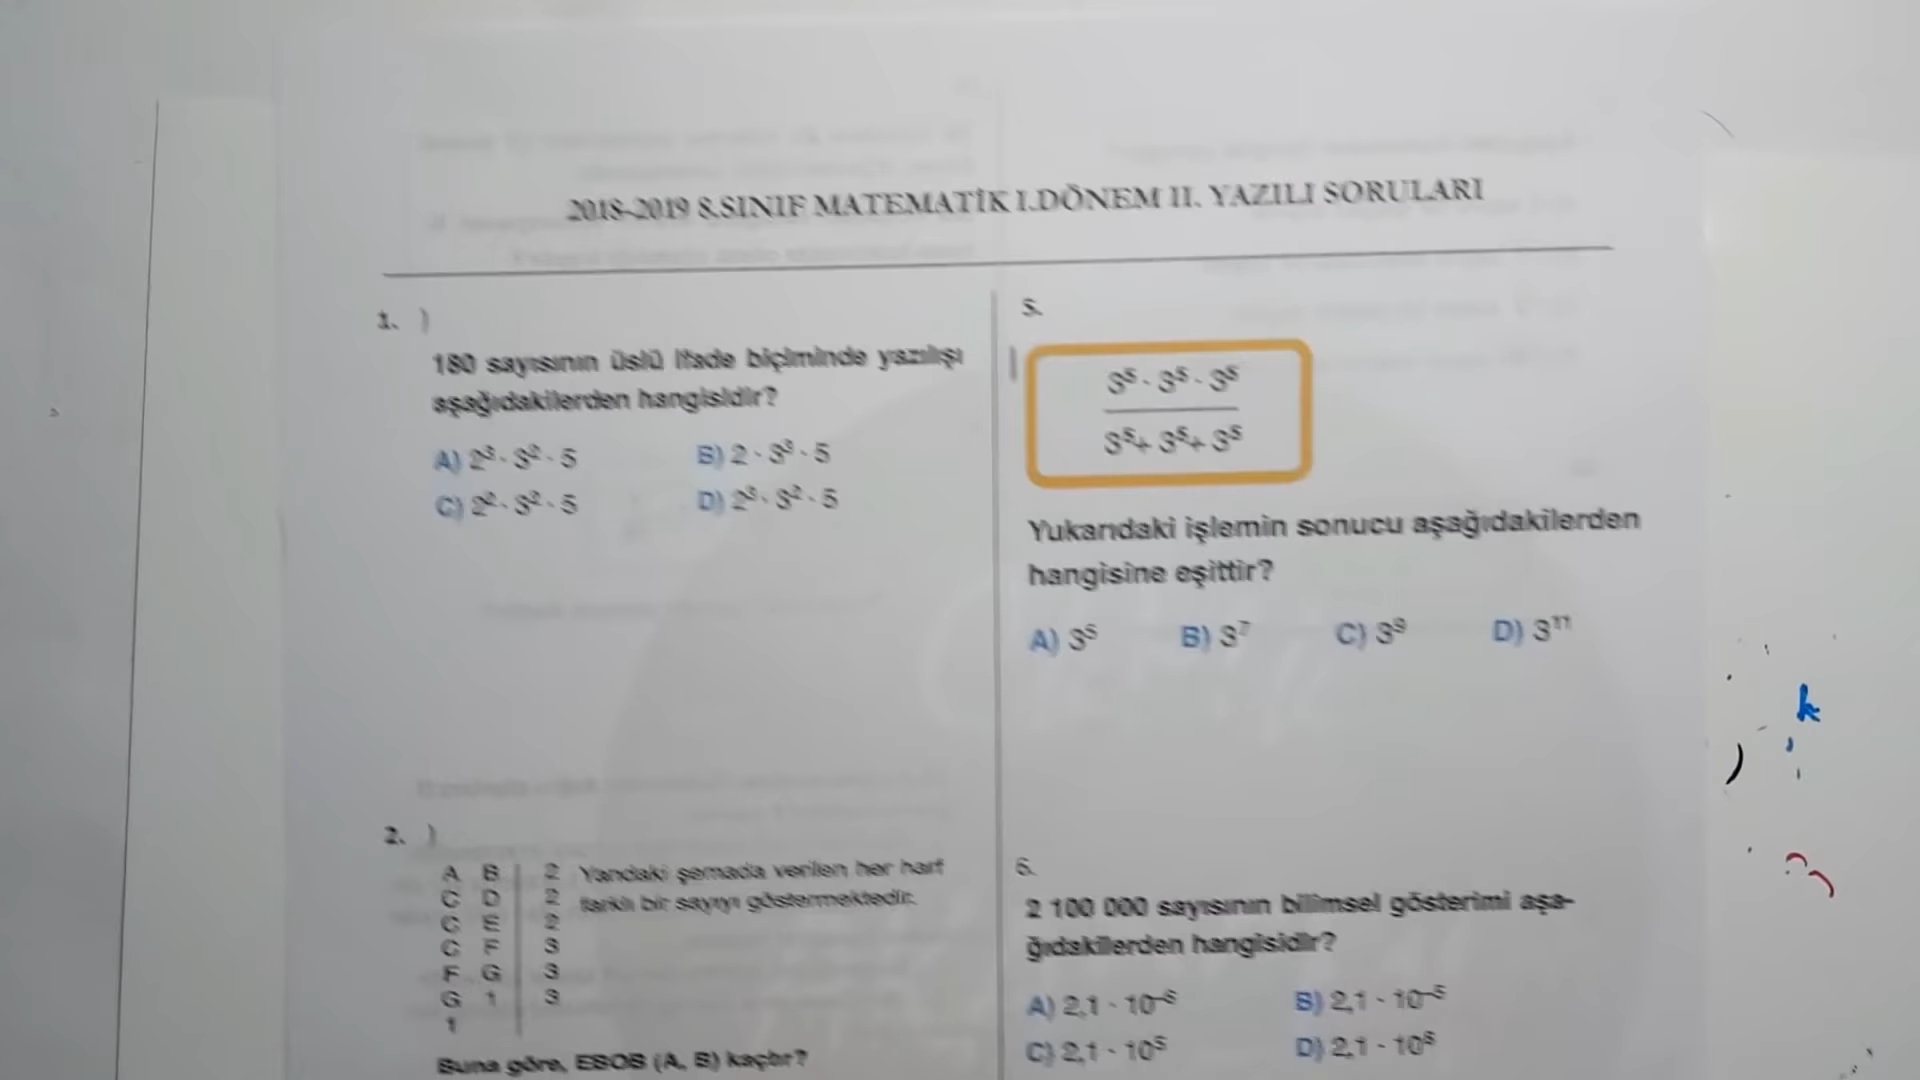 2018-2019 8.SINIF MATEMATİK I.DÖNEM II. YAZILI SORULARI
1. )
180 sayısının üslü ifade biçiminde yazılışı
aşağıdakilerden hangisidir?
A) 2³ · 3² · 5 B) 2 · 3³ · 5
C) 2² · 3² · 5 D) 2³ · 3² · 5
2. )
A B 2 Yandaki şemada verilen her harf
C D 2 farklı bir sayıyı göstermektedir.
C E 2
C F 3
F G 3
G 1 3
1
Buna göre, EBOB (A, B) kaçtır?
5.
3⁵ · 3⁵ · 3⁵
3⁵+ 3⁵+ 3⁵
Yukarıdaki işlemin sonucu aşağıdakilerden
hangisine eşittir?
A) 3⁵ B) 3⁷ C) 3⁹ D) 3¹¹
6.
2 100 000 sayısının bilimsel gösterimi aşa-
ğıdakilerden hangisidir?
A) 2,1 · 10⁻⁶ B) 2,1 · 10⁻⁵
C) 2,1 · 10⁵ D) 2,1 · 10⁶
k